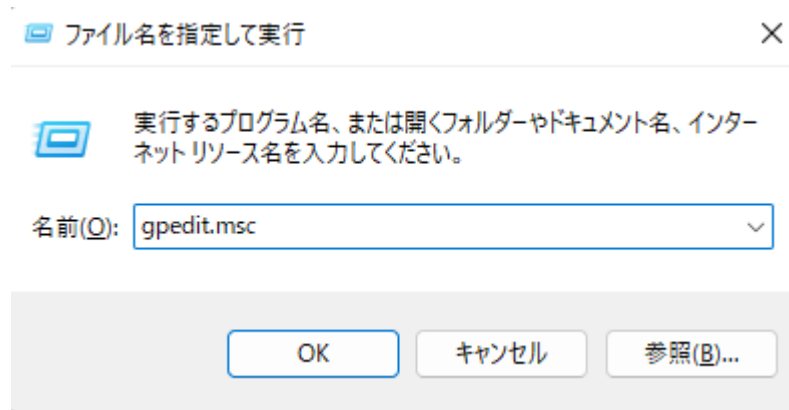 ファイル名を指定して実行
実行するプログラム名、または開くフォルダーやドキュメント名、インター
ネット リソース名を入力してください。
名前(O): gpedit.msc
OK キャンセル 参照(B)...